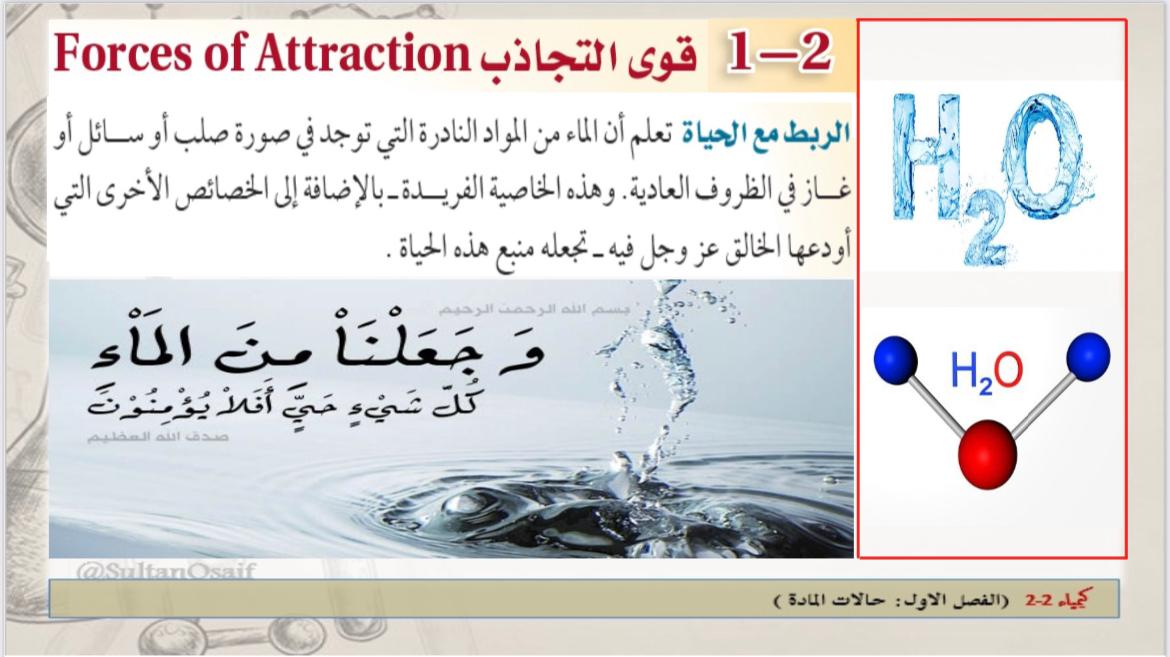 1–2 قوى التجاذب Forces of Attraction
الربط مع الحياة تعلم أن الماء من المواد النادرة التي توجد في صورة صلب أو سائل أو
غاز في الظروف العادية. وهذه الخاصية الفريدة ـ بالإضافة إلى الخصائص الأخرى التي
أودعها الخالق عز وجل فيه ـ تجعله منبع هذه الحياة .
H2O
بسم الله الرحمن الرحيم
وَ جَعَلْنَاْ مِنَ المَاْءِ
كُلّ شَيْءٍ حَيٍّ أَفَلاْ يُؤْمِنُوْنَ
صدق الله العظيم
H2O
@SultanOsaif
كيمياء 2-2 (الفصل الاول: حالات المادة )